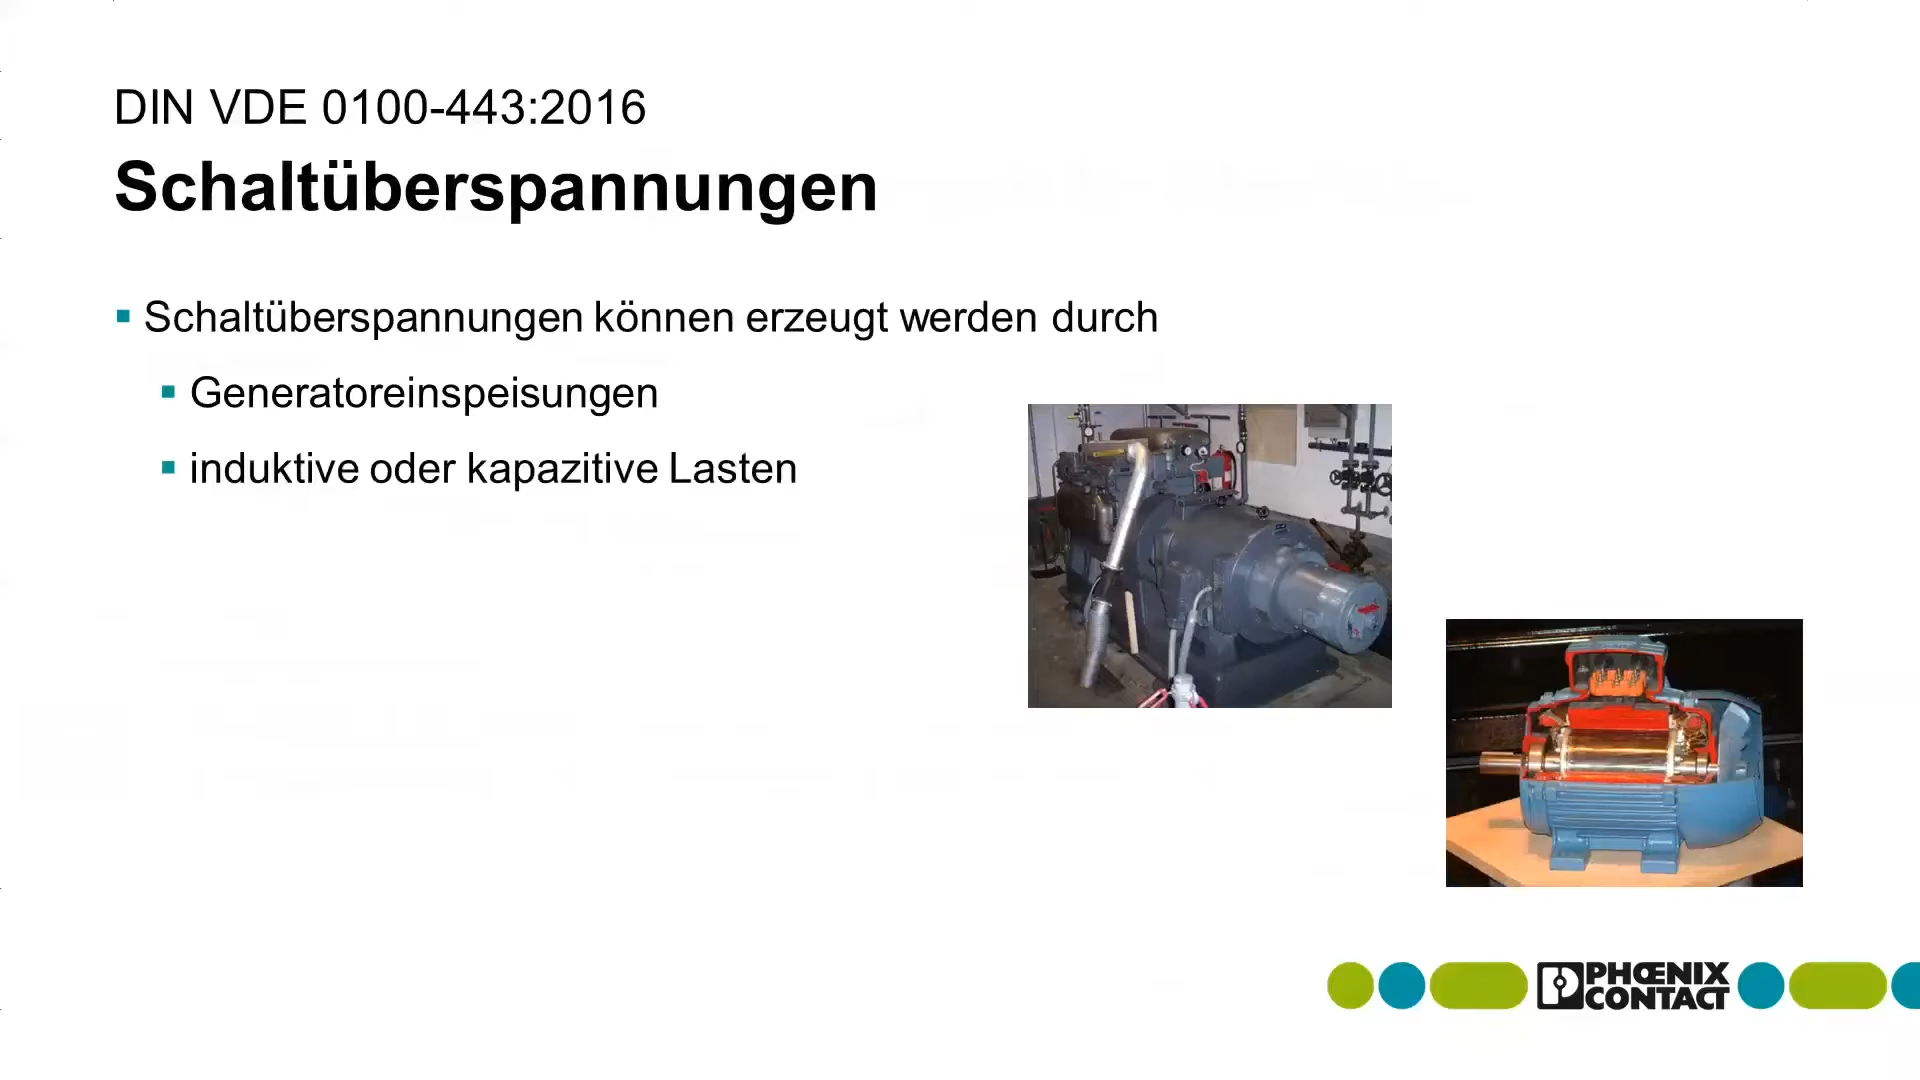 DIN VDE 0100-443:2016
Schaltüberspannungen
Schaltüberspannungen können erzeugt werden durch
Generatoreinspeisungen
induktive oder kapazitive Lasten
PHŒNIX
CONTACT